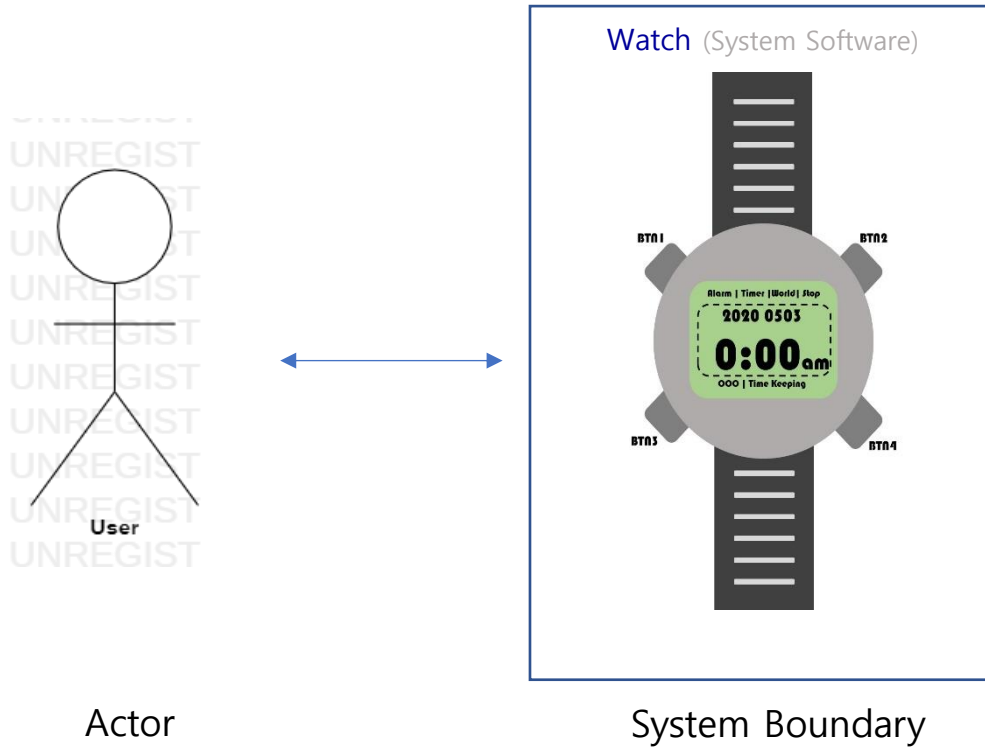 Watch (System Software)
UNREGIST
UNREGIST
UNREGIST
UNREGIST
UNREGIST
UNREGIST
UNREGIST
UNREGIST
UNREGIST
UNREGIST
User
UNREGIST
BTN1
BTN2
Alarm | Timer |World| Stop
2020 0503
0:00am
000 | Time Keeping
BTN3
BTN4
Actor
System Boundary